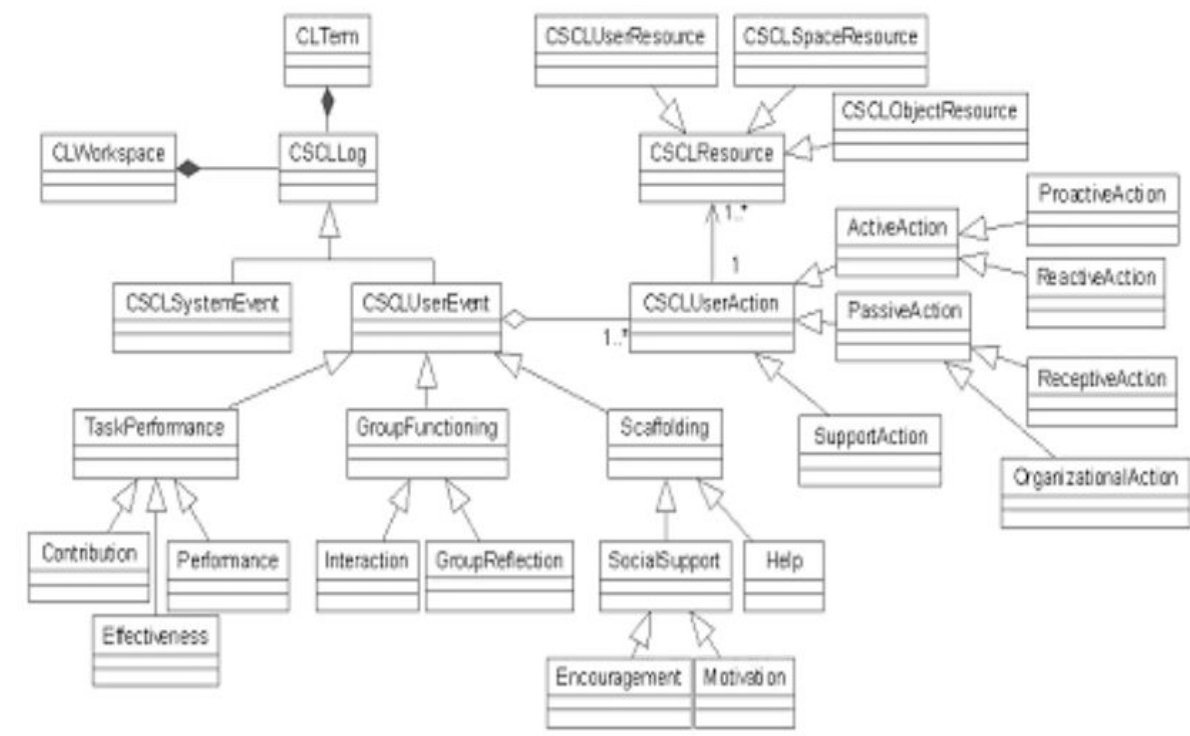 CLTerm
CSCLUserResource
CSCLSpaceResource
CSCLObjectResource
CLWorkspace
CSCLLog
CSCLResource
ProactiveAction
1..*
ActiveAction
1
ReactiveAction
CSCLSystemEvent
CSCLUserEvent
1..*
CSCLUserAction
PassiveAction
ReceptiveAction
TaskPerformance
GroupFunctioning
Scaffolding
SupportAction
OrganizationalAction
Contribution
Performance
Interaction
GroupReflection
SocialSupport
Help
Effectiveness
Encouragement
Motivation